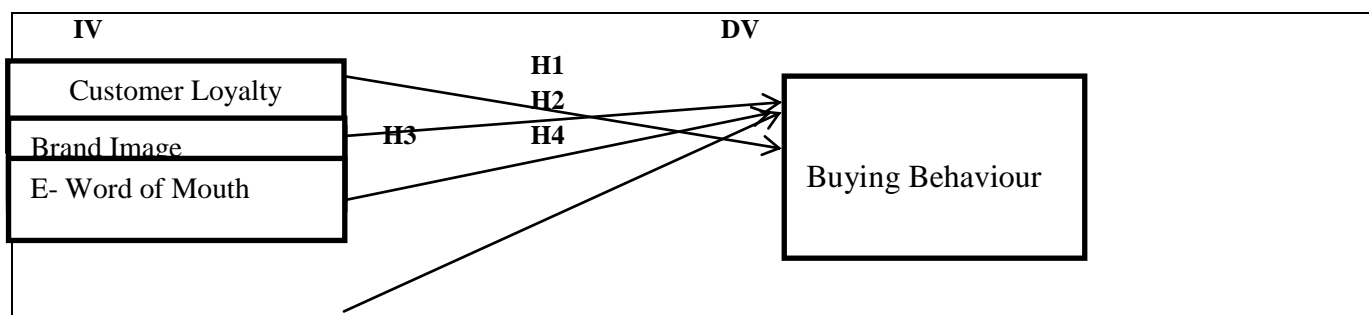 IV DV
Customer Loyalty
H1
H2
Brand Image
H3 H4
E- Word of Mouth
Buying Behaviour